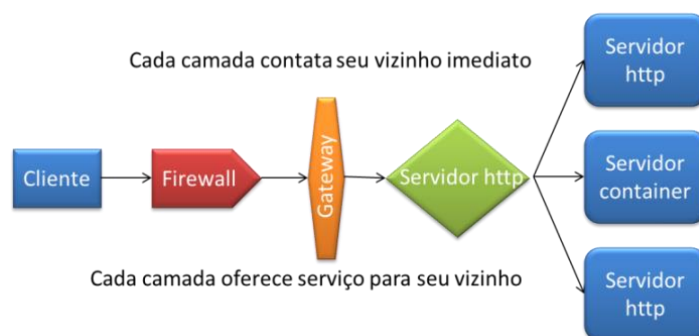 Servidor
http
Cada camada contata seu vizinho imediato
Cliente
Firewall
Gateway
Servidor http
Servidor
container
Cada camada oferece serviço para seu vizinho
Servidor
http